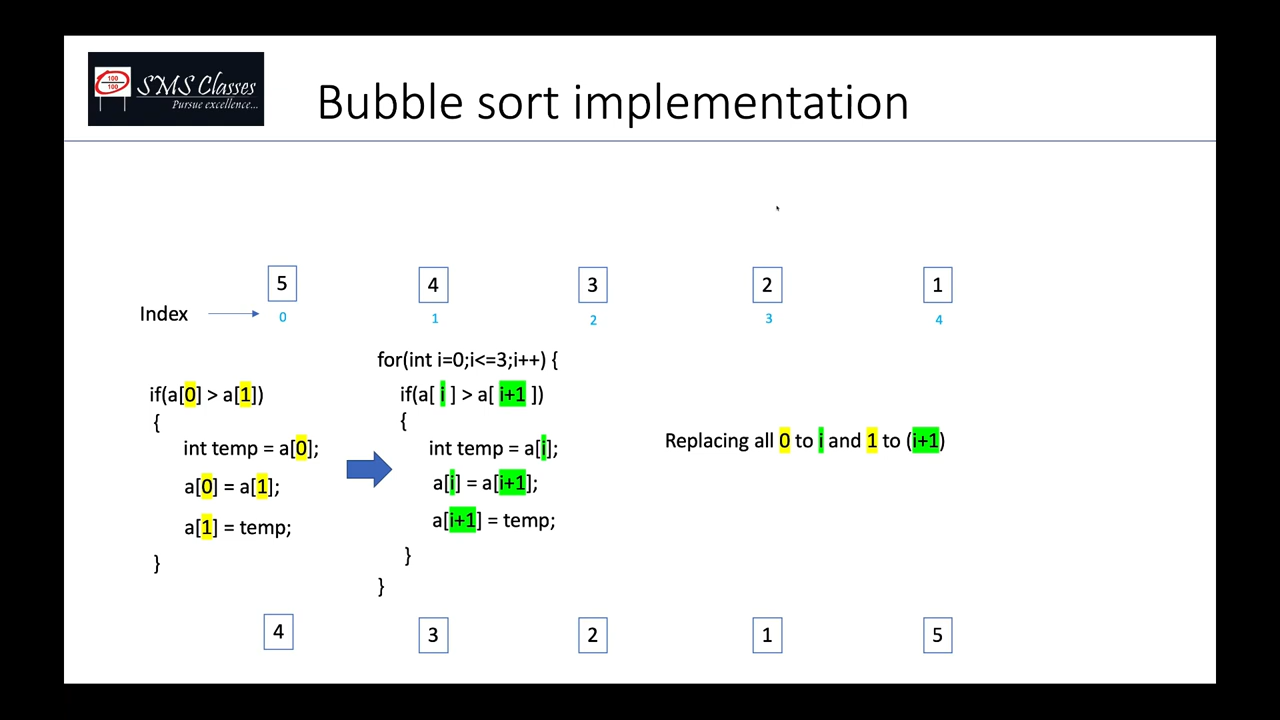 100
100
SMS Classes
Pursue excellence...
Bubble sort implementation
5 4 3 2 1
Index
0 1 2 3 4
if(a[0] > a[1])
{
int temp = a[0];
a[0] = a[1];
a[1] = temp;
}
for(int i=0;i<=3;i++) {
if(a[ i ] > a[ i+1 ])
{
int temp = a[i];
a[i] = a[i+1];
a[i+1] = temp;
}
}
Replacing all 0 to i and 1 to (i+1)
4 3 2 1 5